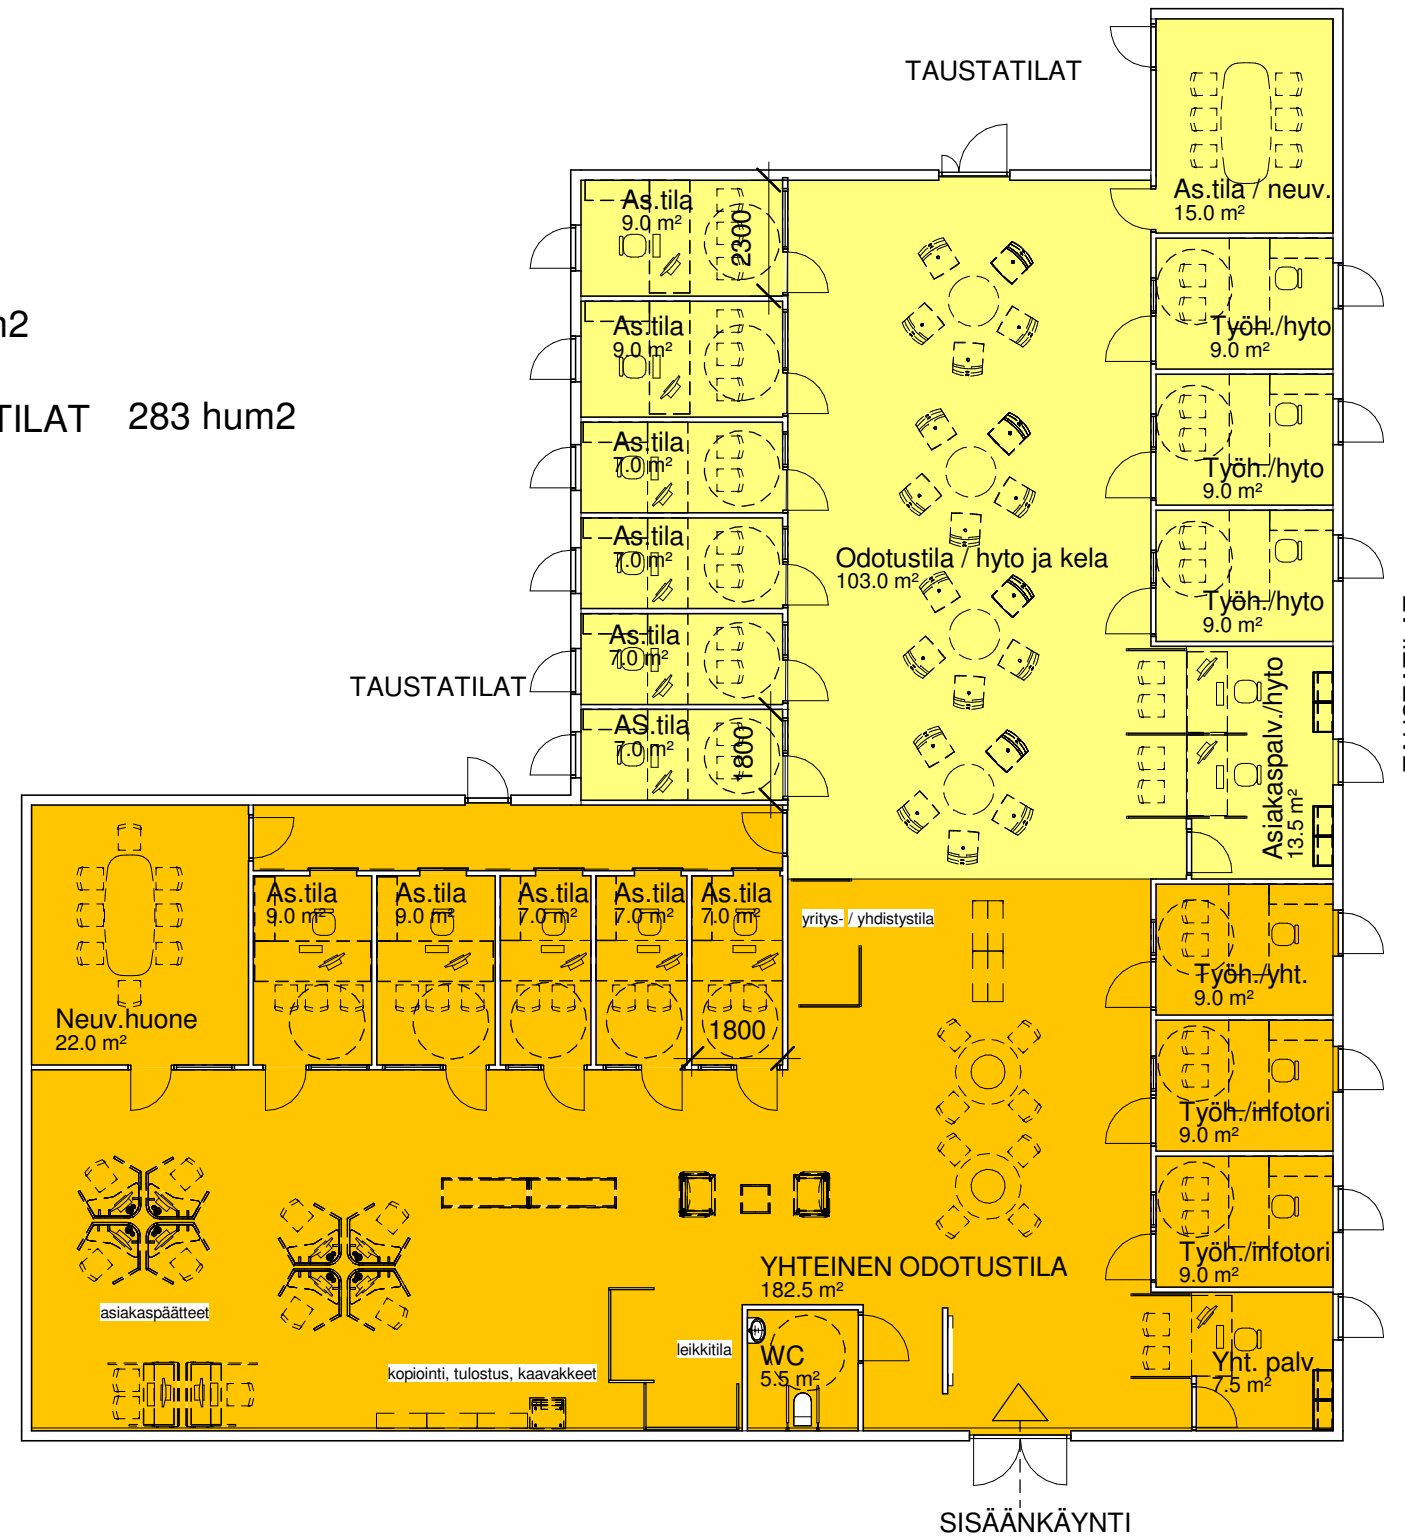 TAUSTATILAT
As.tila / neuv.
15.0 m²
As.tila
9.0 m²
2300
m2
Työh./hyto
9.0 m²
As.tila
9.0 m²
TILAT 283 hum2
As.tila
7.0 m²
Työh./hyto
9.0 m²
As.tila
7.0 m²
Odotustila / hyto ja kela
103.0 m²
Työh./hyto
9.0 m²
As.tila
7.0 m²
TAUSTATILAT
AS.tila
7.0 m²
1800
Asiakaspalv./hyto
13.5 m²
As.tila
9.0 m²
As.tila
9.0 m²
As.tila
7.0 m²
As.tila
7.0 m²
As.tila
7.0 m²
yritys- / yhdistystila
Työh./yht.
9.0 m²
Neuv.huone
22.0 m²
1800
Työh./infotori
9.0 m²
Työh./infotori
9.0 m²
YHTEINEN ODOTUSTILA
182.5 m²
asiakaspäätteet
leikkitila
WC
5.5 m²
kopiointi, tulostus, kaavakkeet
Yht. palv.
7.5 m²
SISÄÄNKÄYNTI